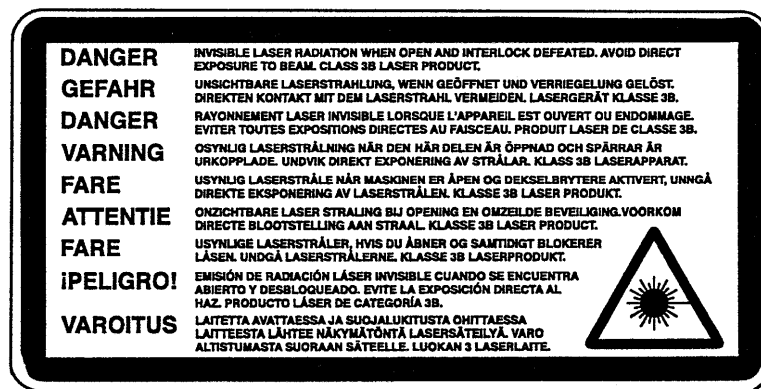 DANGER INVISIBLE LASER RADIATION WHEN OPEN AND INTERLOCK DEFEATED. AVOID DIRECT
EXPOSURE TO BEAM. CLASS 3B LASER PRODUCT.
GEFAHR UNSICHTBARE LASERSTRAHLUNG, WENN GEÖFFNET UND VERRIEGELUNG GELÖST.
DIREKTEN KONTAKT MIT DEM LASERSTRAHL VERMEIDEN. LASERGERÄT KLASSE 3B.
DANGER RAYONNEMENT LASER INVISIBLE LORSQUE L'APPAREIL EST OUVERT OU ENDOMMAGE.
EVITER TOUTES EXPOSITIONS DIRECTES AU FAISCEAU. PRODUIT LASER DE CLASSE 3B.
VARNING OSYNLIG LASERSTRÅLNING NÄR DEN HÄR DELEN ÄR ÖPPNAD OCH SPÄRRAR ÄR
URKOPPLADE. UNDVIK DIREKT EXPONERING AV STRÅLAR. KLASS 3B LASERAPPARAT.
FARE USYNLIG LASERSTRÅLE NÅR MASKINEN ER ÅPEN OG DEKSELBRYTERE AKTIVERT, UNNGÅ
DIREKTE EKSPONERING AV LASERSTRÅLEN. KLASSE 3B LASER PRODUKT.
ATTENTIE ONZICHTBARE LASER STRALING BIJ OPENING EN OMZEILDE BEVEILIGING.VOORKOM
DIRECTE BLOOTSTELLING AAN STRAAL. KLASSE 3B LASER PRODUCT.
FARE USYNLIGE LASERSTRÅLER, HVIS DU ÅBNER OG SAMTIDIGT BLOKERER
LÅSEN. UNDGÅ LASERSTRÅLERNE. KLASSE 3B LASERPRODUKT.
¡PELIGRO! EMISIÓN DE RADIACIÓN LÁSER INVISIBLE CUANDO SE ENCUENTRA
ABIERTO Y DESBLOQUEADO. EVITE LA EXPOSICIÓN DIRECTA AL
HAZ. PRODUCTO LÁSER DE CATEGORÍA 3B.
VAROITUS LAITETTA AVATTAESSA JA SUOJALUKITUSTA OHITTAESSA
LAITTEESTA LÄHTEE NÄKYMÄTÖNTÄ LASERSÄTEILYÄ. VARO
ALTISTUMASTA SUORAAN SÄTEELLE. LUOKAN 3 LASERLAITE.